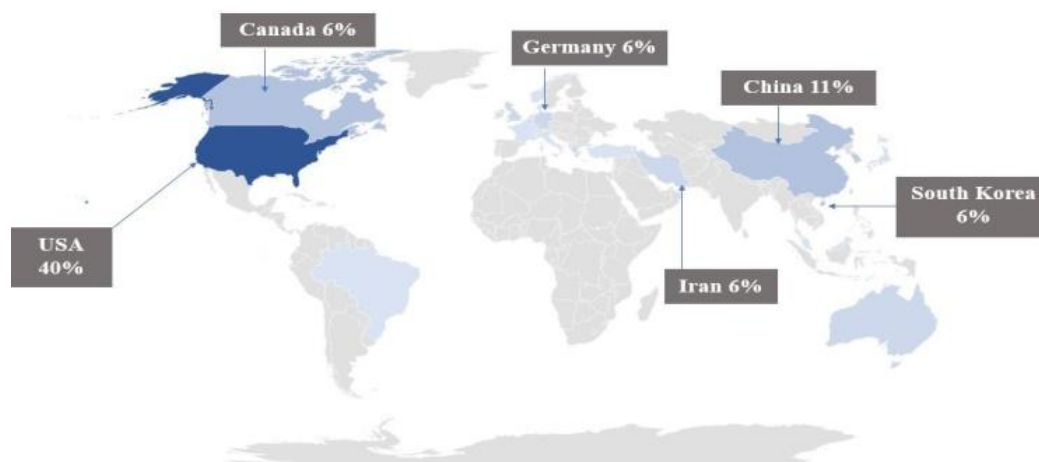 Canada 6%
Germany 6%
China 11%
South Korea
6%
USA
40%
Iran 6%